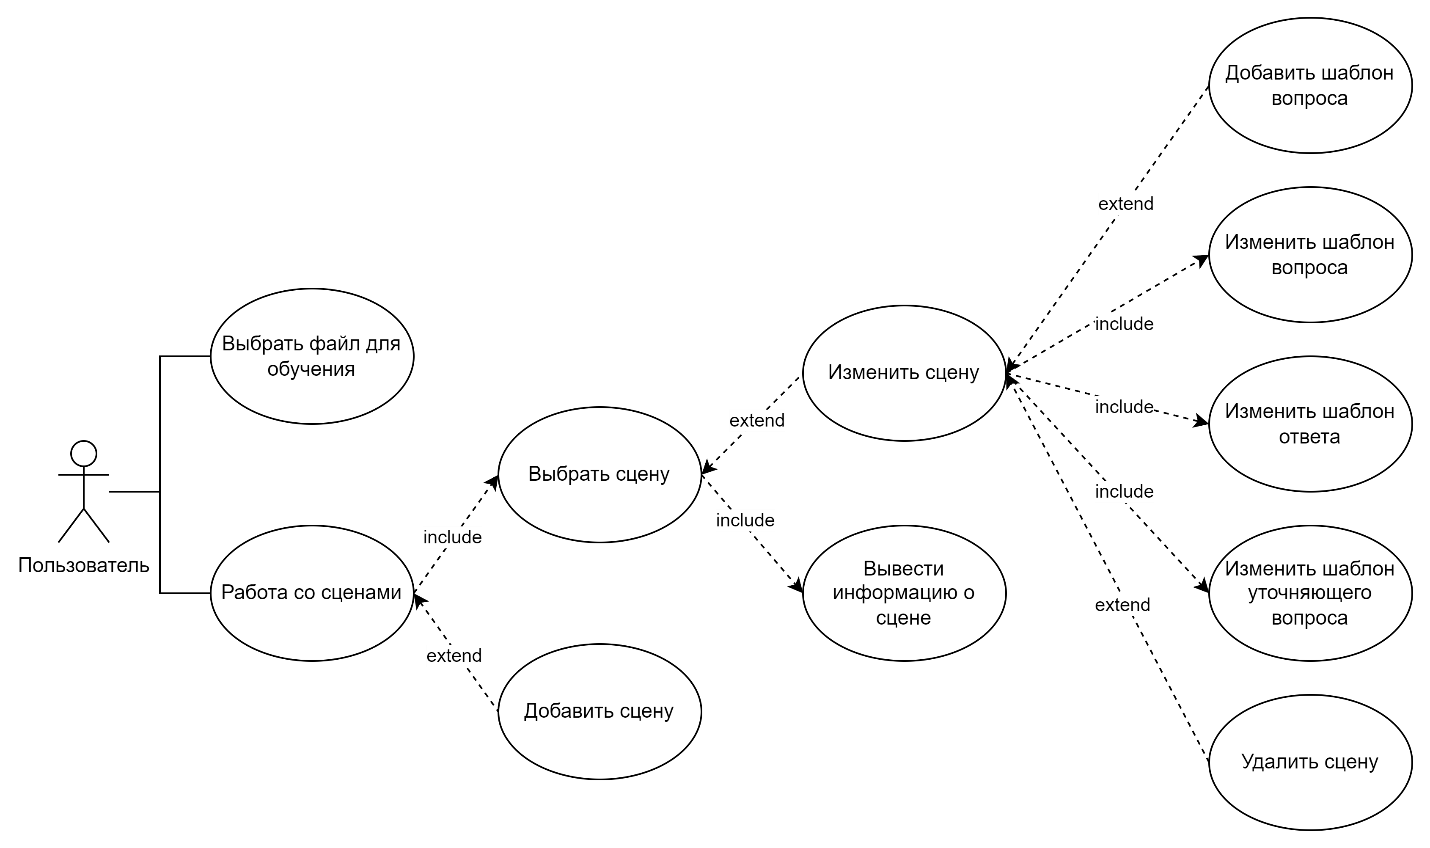 Добавить шаблон
вопроса
extend
Изменить шаблон
вопроса
include
Выбрать файл для
обучения
Изменить сцену
include
Изменить шаблон
ответа
extend
Выбрать сцену
include
include
include
Вывести
информацию о
сцене
Изменить шаблон
уточняющего
вопроса
Пользователь
Работа со сценами
extend
extend
Добавить сцену
Удалить сцену